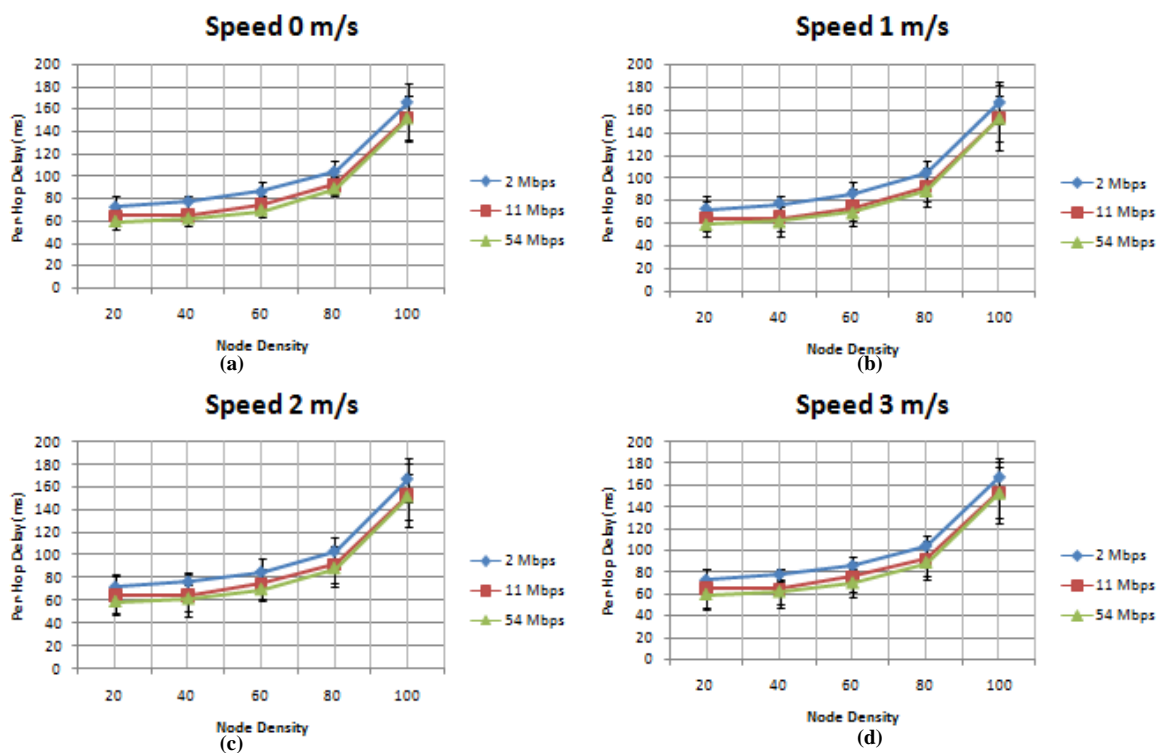 Speed 0 m/s
Per Hop Delay (ms)
200
180
160
140
120
100
80
60
40
20
0
20 40 60 80 100
Node Density
2 Mbps
11 Mbps
54 Mbps
(a)
Speed 1 m/s
Per Hop Delay (ms)
200
180
160
140
120
100
80
60
40
20
0
20 40 60 80 100
Node Density
2 Mbps
11 Mbps
54 Mbps
(b)
Speed 2 m/s
Per Hop Delay (ms)
200
180
160
140
120
100
80
60
40
20
0
20 40 60 80 100
Node Density
2 Mbps
11 Mbps
54 Mbps
(c)
Speed 3 m/s
Per Hop Delay (ms)
200
180
160
140
120
100
80
60
40
20
0
20 40 60 80 100
Node Density
2 Mbps
11 Mbps
54 Mbps
(d)